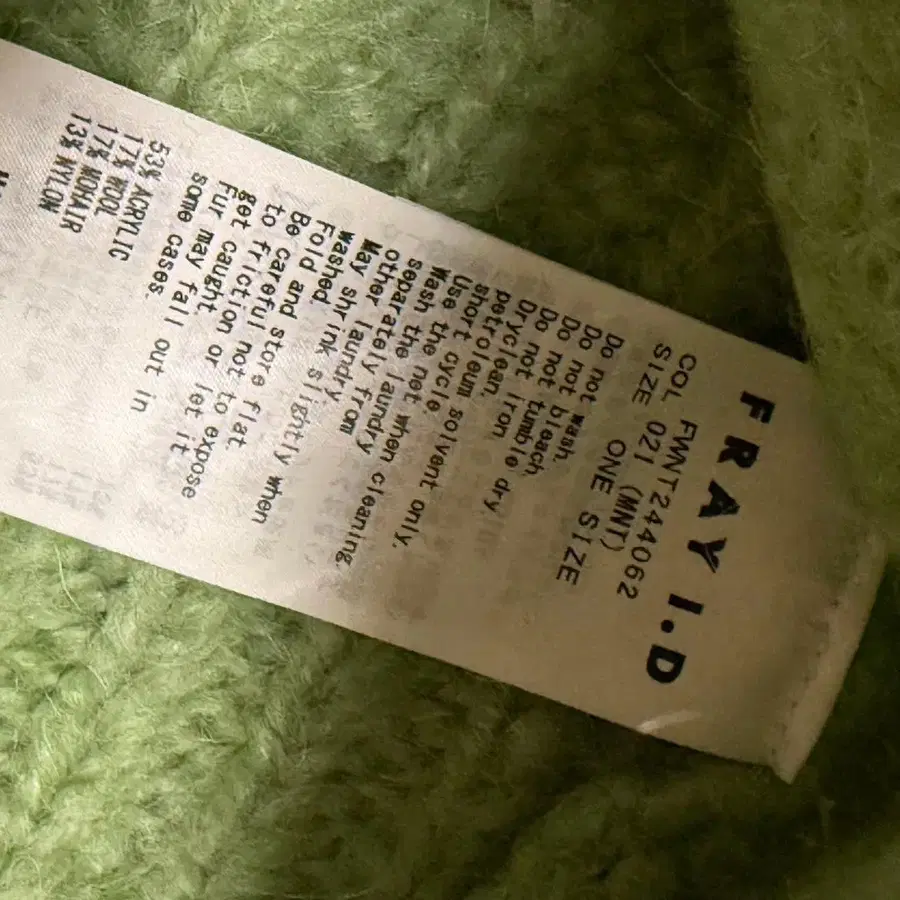 FRAY I.D
FWNT244062
COL 021 (MNT)
SIZE ONE SIZE
Do not wash.
Do not bleach.
Do not tumble dry
Do not iron
Dryclean,
petroleum solvent only.
short cycle
Use the net when cleaning.
Wash the laundry
separately from
other laundry
May shrink slightly when
washed.
Fold and store flat.
Be careful not to expose
to friction or let it
get caught.
Fur may fall out in
some cases.
53% ACRYLIC
17% WOOL
17% MOHAIR
13% NYLON